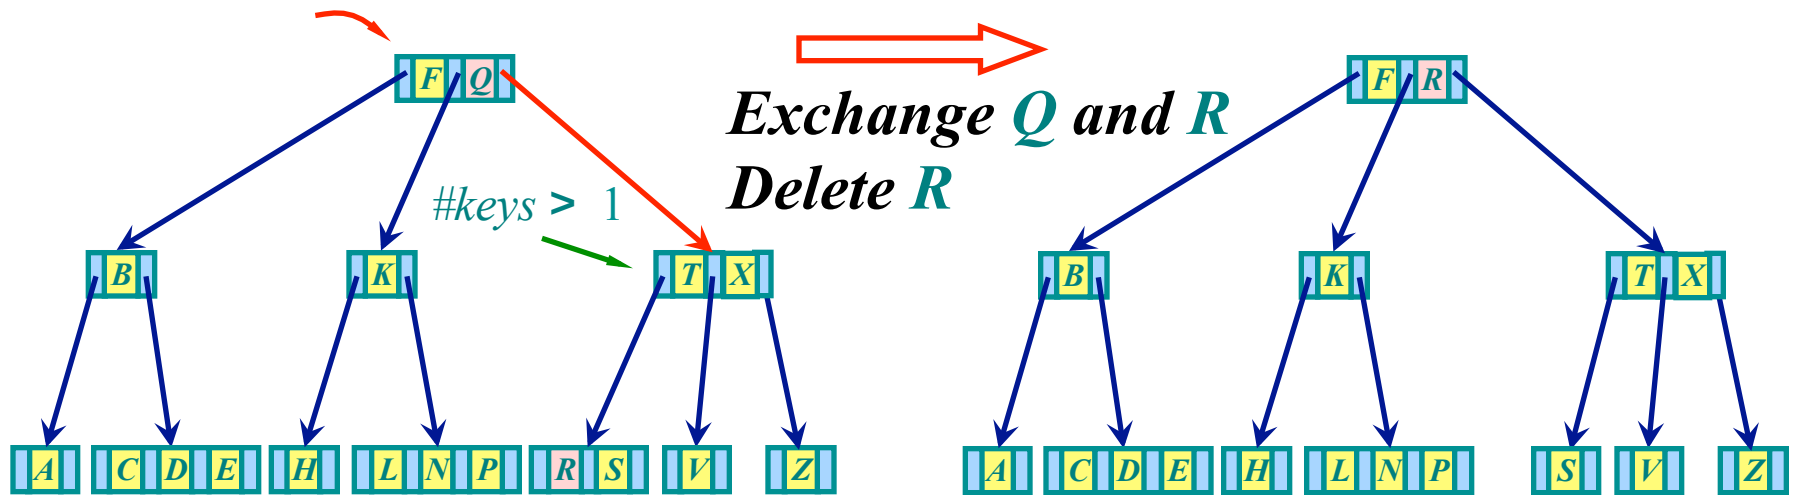 F Q
F R
Exchange Q and R
Delete R
#keys > 1
B K T X
B K T X
A C D E H L N P R S V Z
A C D E H L N P S V Z